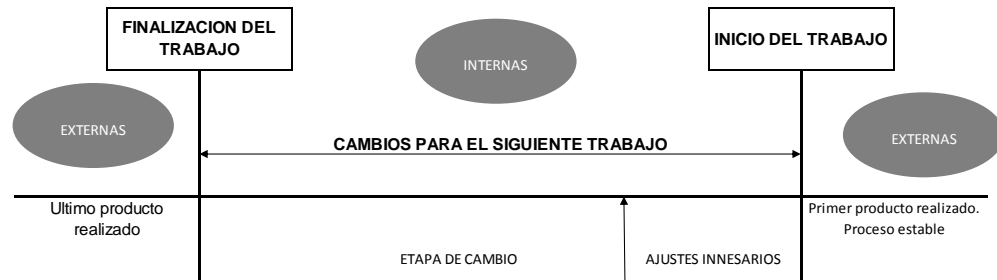 FINALIZACION DEL
TRABAJO
INTERNAS
INICIO DEL TRABAJO
EXTERNAS
CAMBIOS PARA EL SIGUIENTE TRABAJO
EXTERNAS
Ultimo producto
realizado
Primer producto realizado.
Proceso estable
ETAPA DE CAMBIO
AJUSTES INNESARIOS